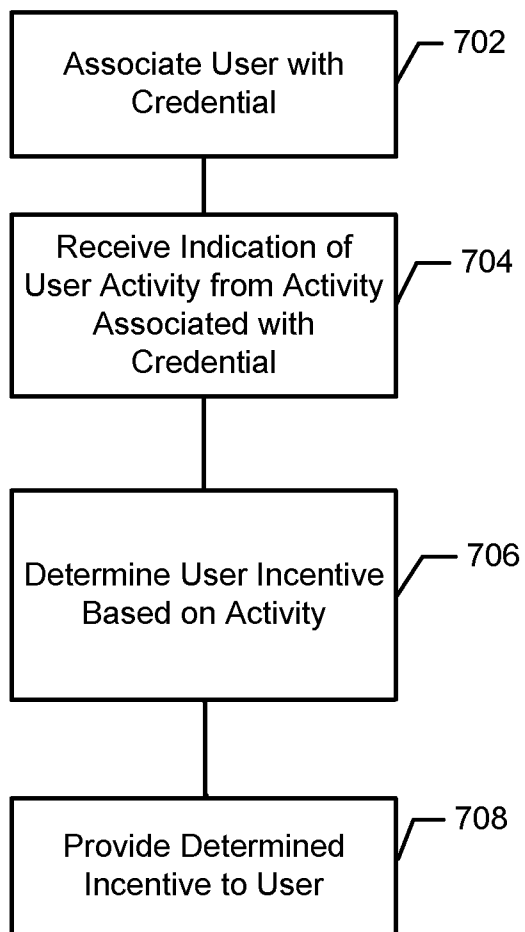 Associate User with
Credential
702
Receive Indication of
User Activity from Activity
Associated with
Credential
704
Determine User Incentive
Based on Activity
706
Provide Determined
Incentive to User
708